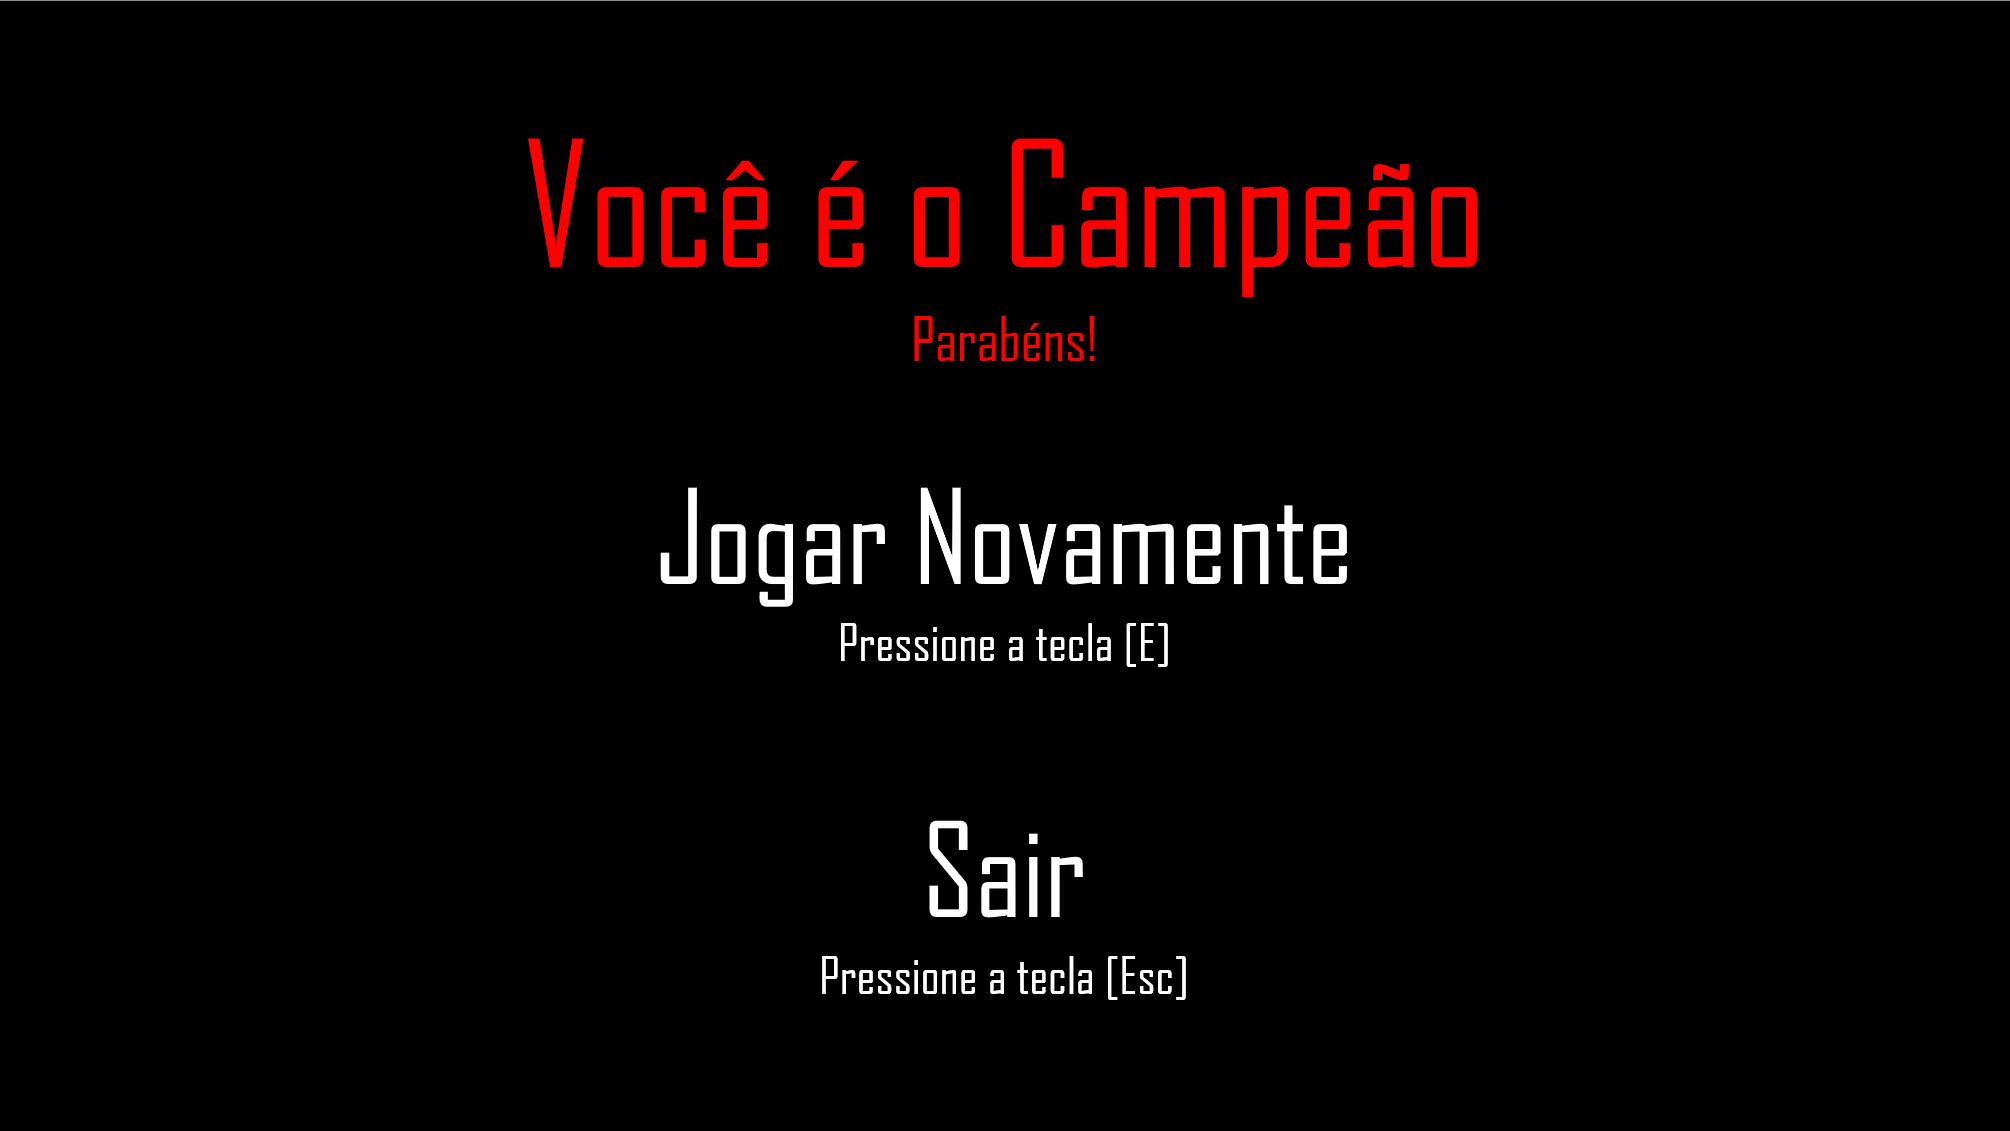 Você é o Campeão
Parabéns!
Jogar Novamente
Pressione a tecla [E]
Sair
Pressione a tecla [Esc]